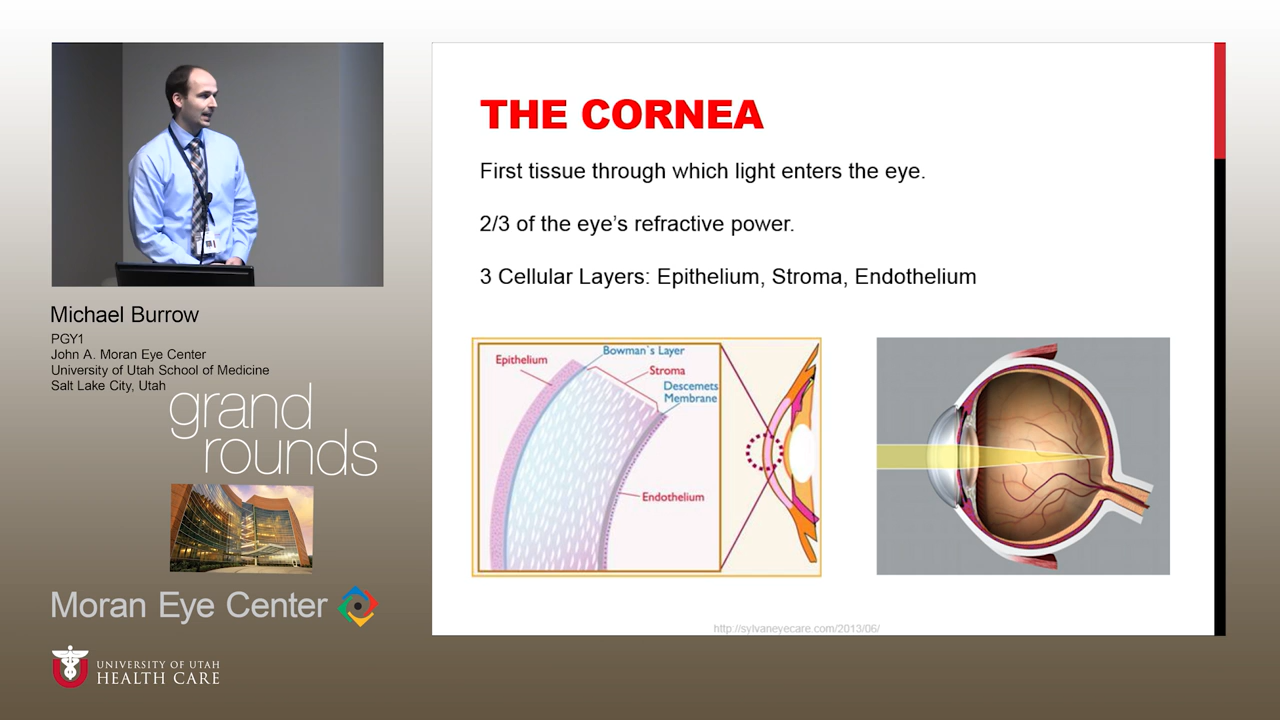 THE CORNEA
First tissue through which light enters the eye.
2/3 of the eye's refractive power.
3 Cellular Layers: Epithelium, Stroma, Endothelium
Epithelium
Bowman`s Layer
Stroma
Descemets
Membrane
Endothelium
http://sylvaneyecare.com/2013/06/
Michael Burrow
PGY1
John A. Moran Eye Center
University of Utah School of Medicine
Salt Lake City, Utah
grand
rounds
Moran Eye Center
UNIVERSITY OF UTAH
HEALTH CARE